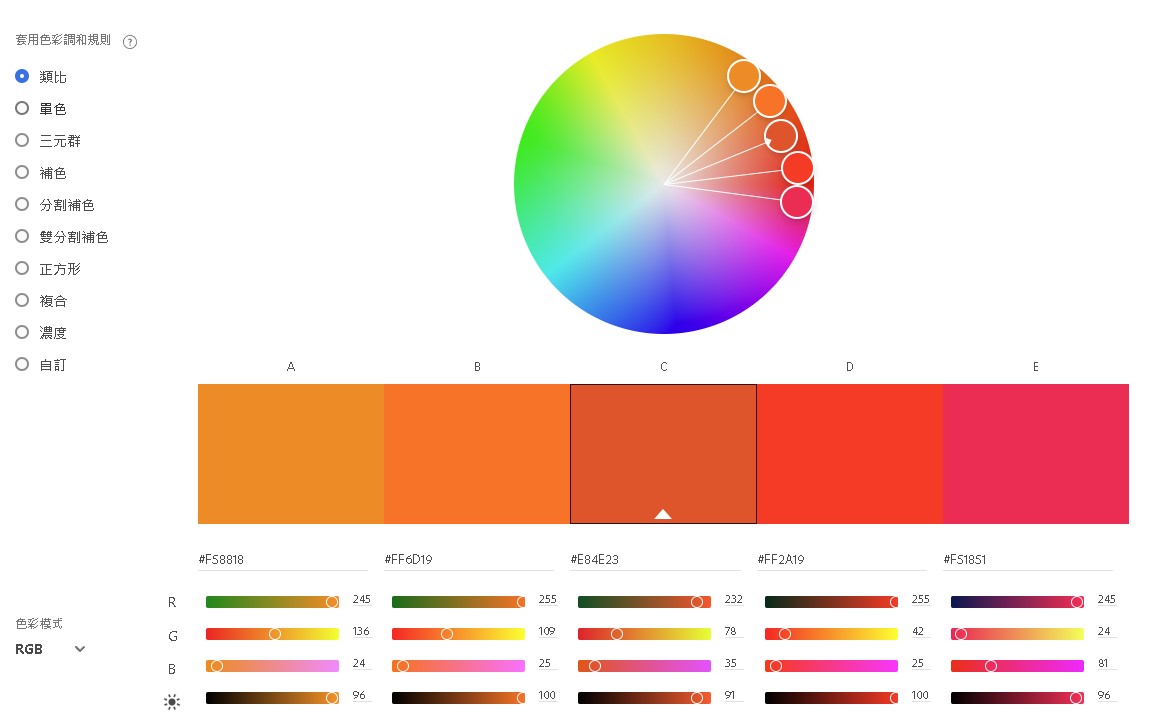 套用色彩調和規則 ?
類比
單色
三元群
補色
分割補色
雙分割補色
正方形
複合
濃度
自訂
A B C D E
#F58818 #FF6D19 #E84E23 #FF2A19 #F51851
R 245 255 232 255 245
G 136 109 78 42 24
B 24 25 35 25 81
96 100 91 100 96
色彩模式
RGB